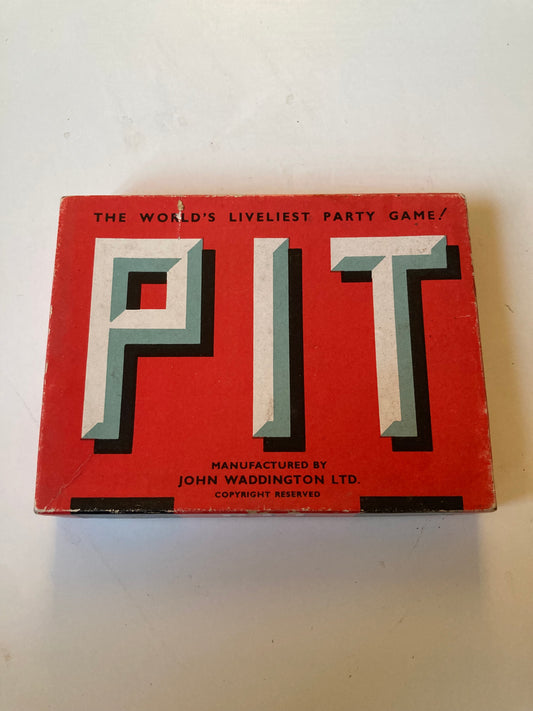 THE WORLD'S LIVELIEST PARTY GAME!
PIT
MANUFACTURED BY
JOHN WADDINGTON LTD.
COPYRIGHT RESERVED